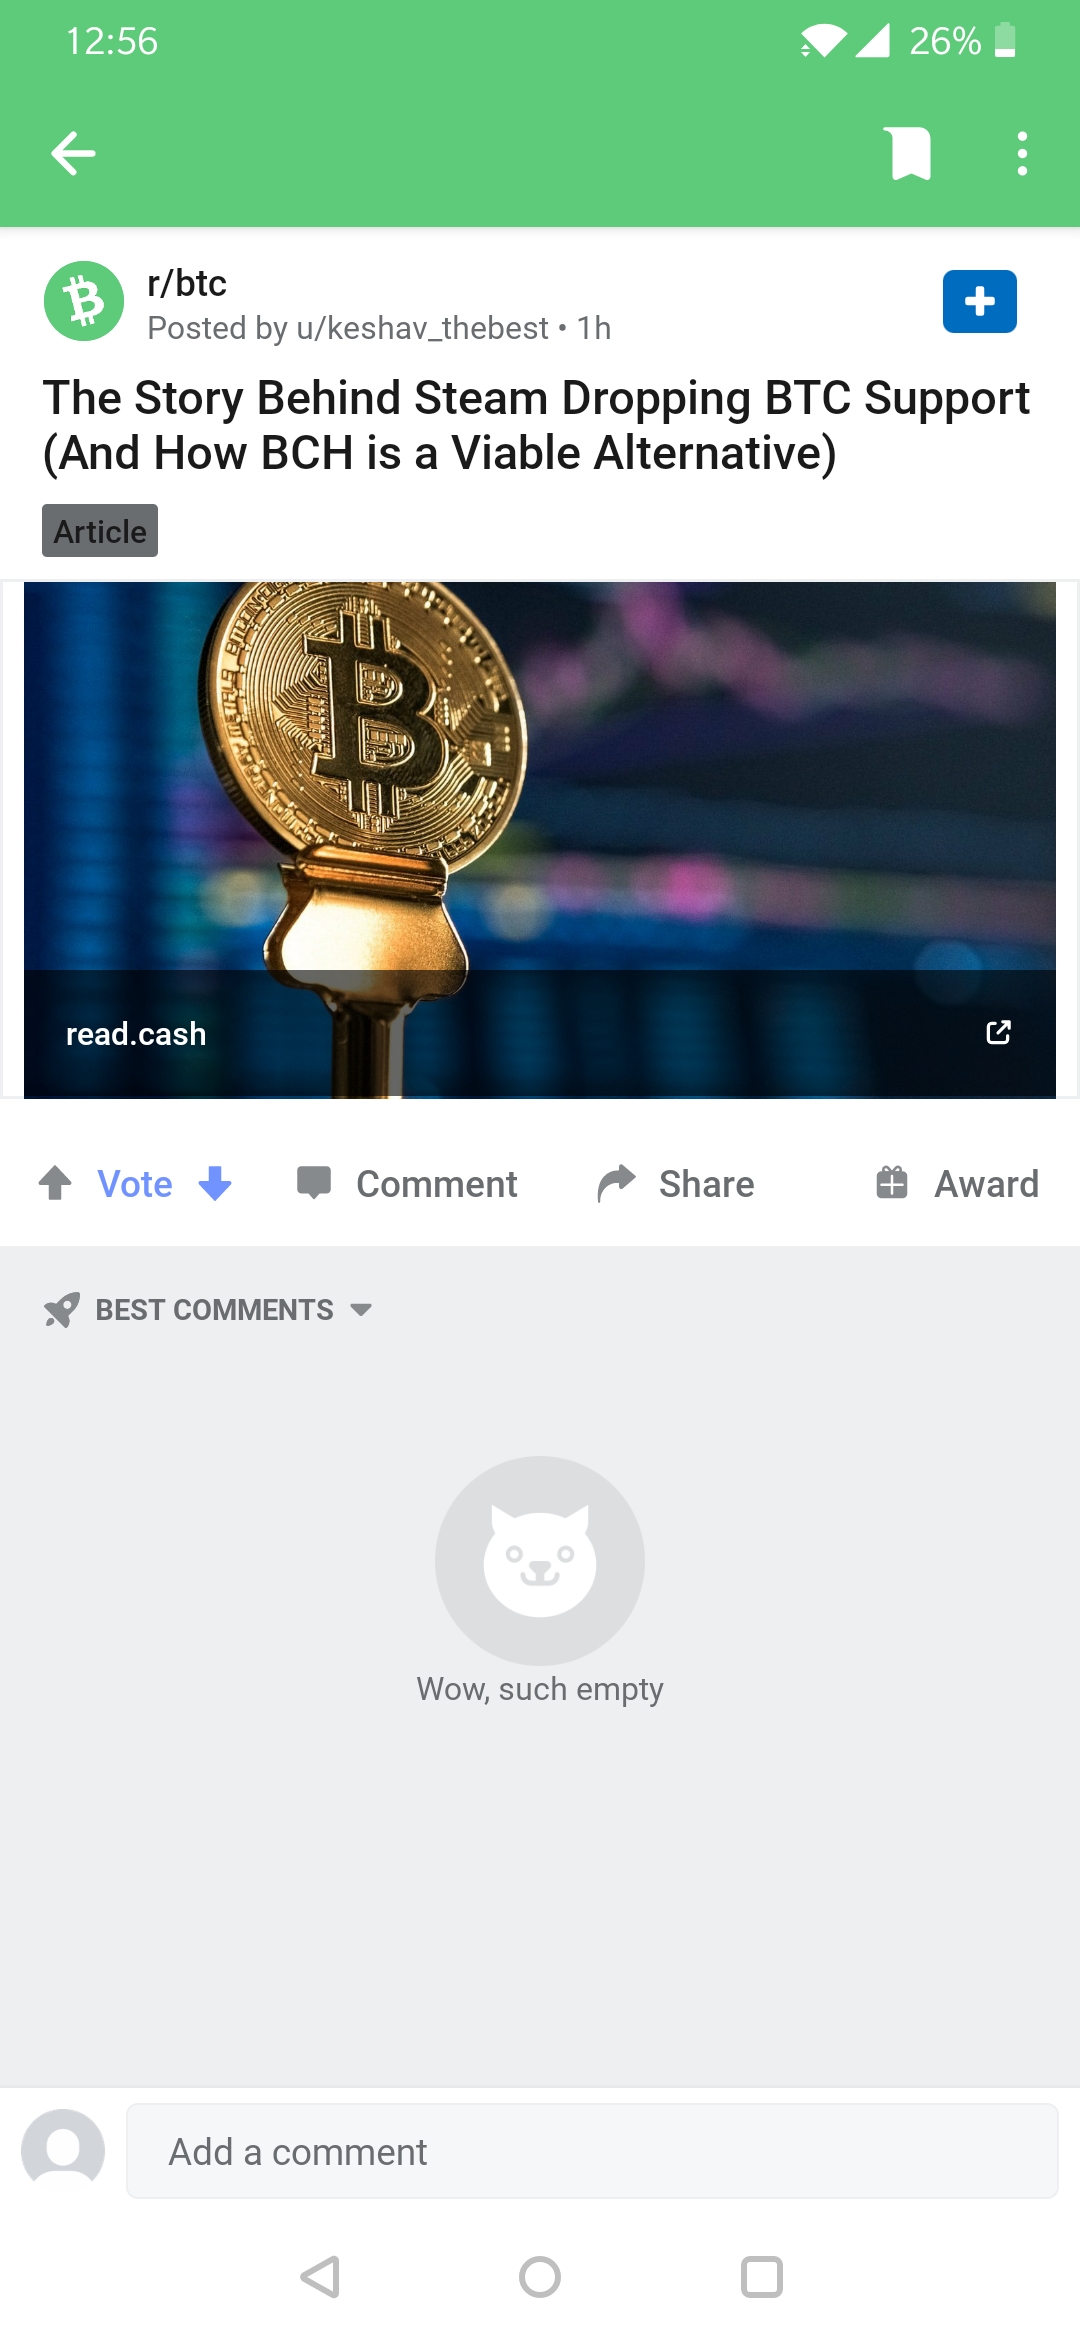 12:56
26%
r/btc
Posted by u/keshav_thebest • 1h
The Story Behind Steam Dropping BTC Support
(And How BCH is a Viable Alternative)
Article
read.cash
Vote
Comment
Share
Award
BEST COMMENTS
Wow, such empty
Add a comment